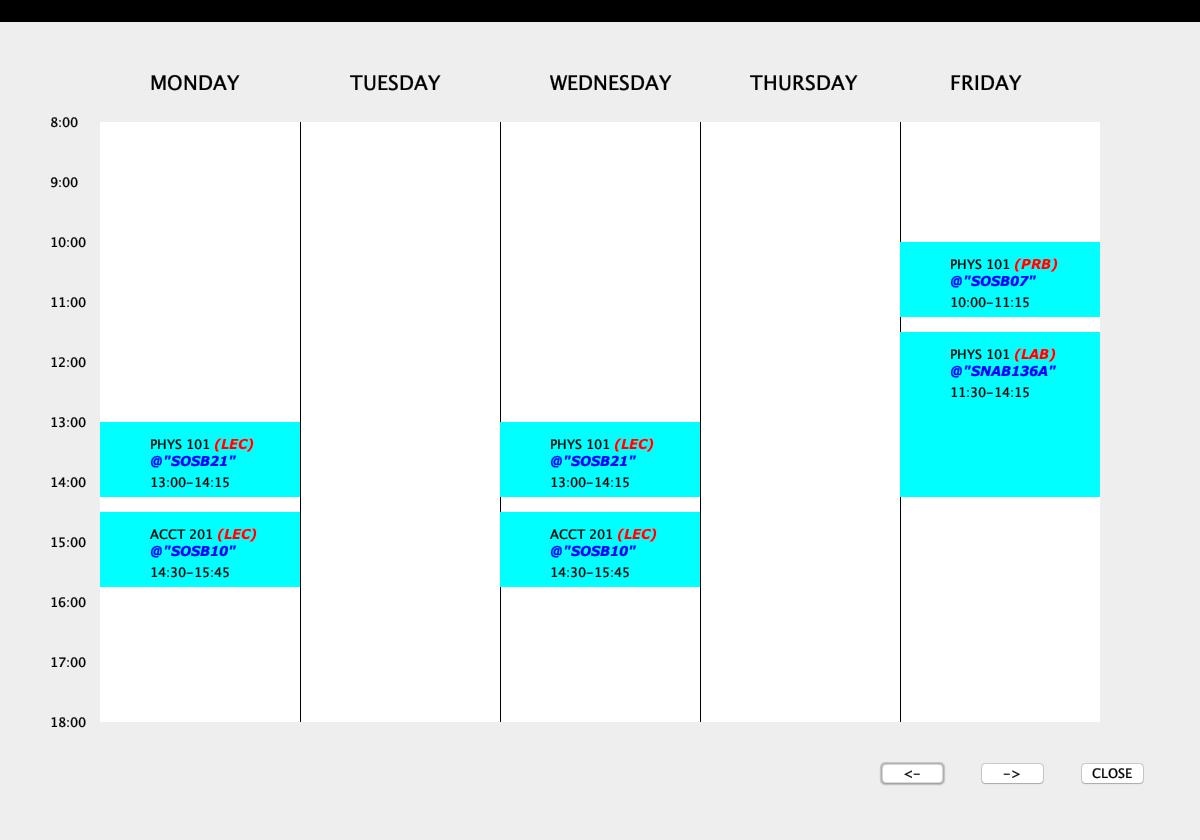 MONDAY TUESDAY WEDNESDAY THURSDAY FRIDAY
8:00
9:00
10:00
PHYS 101 (PRB)
@"SOSB07"
11:00 10:00-11:15
PHYS 101 (LAB)
12:00 @"SNAB136A"
11:30-14:15
13:00
PHYS 101 (LEC) PHYS 101 (LEC)
@"SOSB21" @"SOSB21"
14:00 13:00-14:15 13:00-14:15
ACCT 201 (LEC) ACCT 201 (LEC)
15:00 @"SOSB10" @"SOSB10"
14:30-15:45 14:30-15:45
16:00
17:00
18:00
<- -> CLOSE